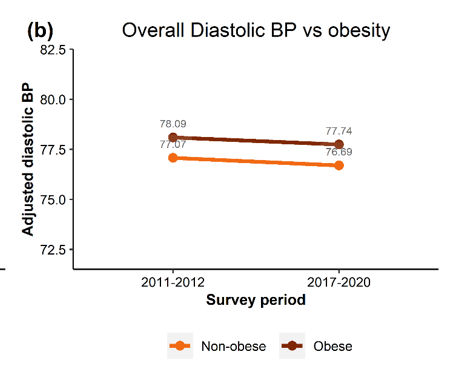 (b) Overall Diastolic BP vs obesity
82.5
80.0
77.5
75.0
72.5
Adjusted diastolic BP
78.09
77.07
77.74
76.69
2011-2012 2017-2020
Survey period
Non-obese Obese